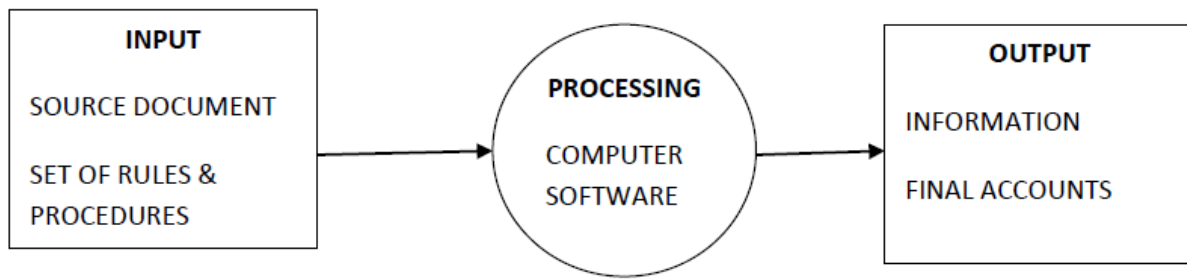 INPUT
SOURCE DOCUMENT
SET OF RULES &
PROCEDURES
PROCESSING
COMPUTER
SOFTWARE
OUTPUT
INFORMATION
FINAL ACCOUNTS